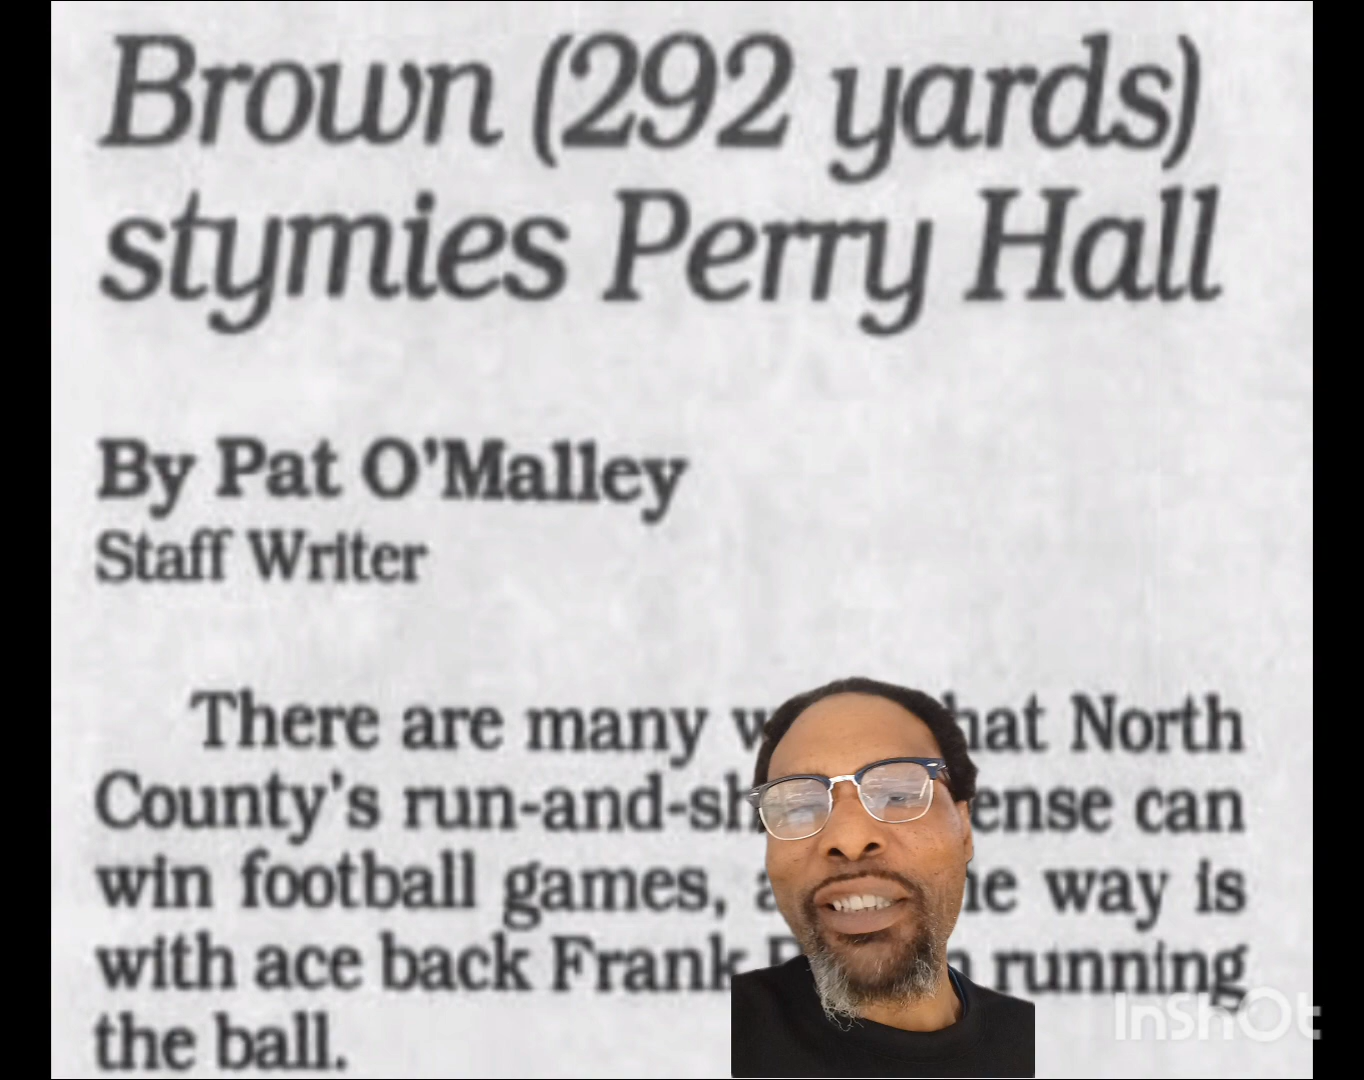 Brown (292 yards)
stymies Perry Hall
By Pat O'Malley
Staff Writer
There are many hat North
County's run-and-sh ense can
win football games, e way is
with ace back Frank running
the ball.
InShOt